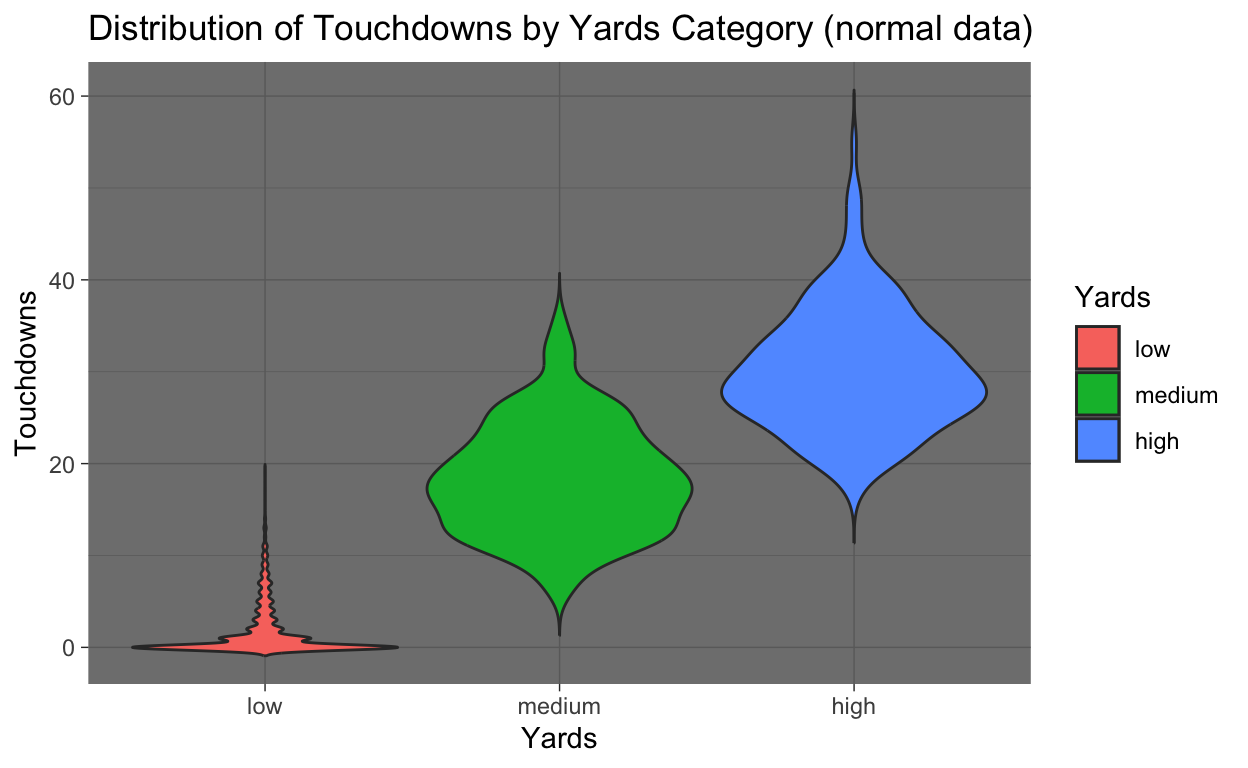 Distribution of Touchdowns by Yards Category (normal data)
60
40
20
0
Touchdowns
low
medium
high
Yards
Yards
low
medium
high